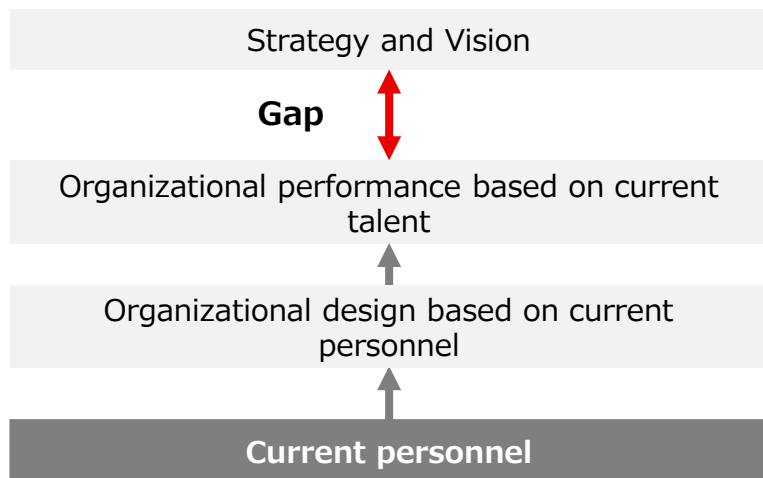 Strategy and Vision
Gap
Organizational performance based on current
talent
Organizational design based on current
personnel
Current personnel